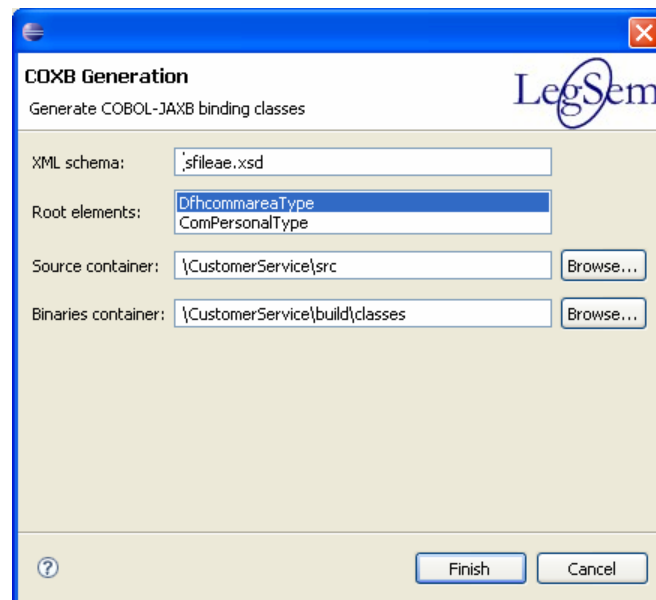 COXB Generation
Generate COBOL-JAXB binding classes
LegSem
XML schema: jsfileae.xsd
Root elements: DfhcommareaType
ComPersonalType
Source container: \CustomerService\src Browse...
Binaries container: \CustomerService\build\classes Browse...
? Finish Cancel